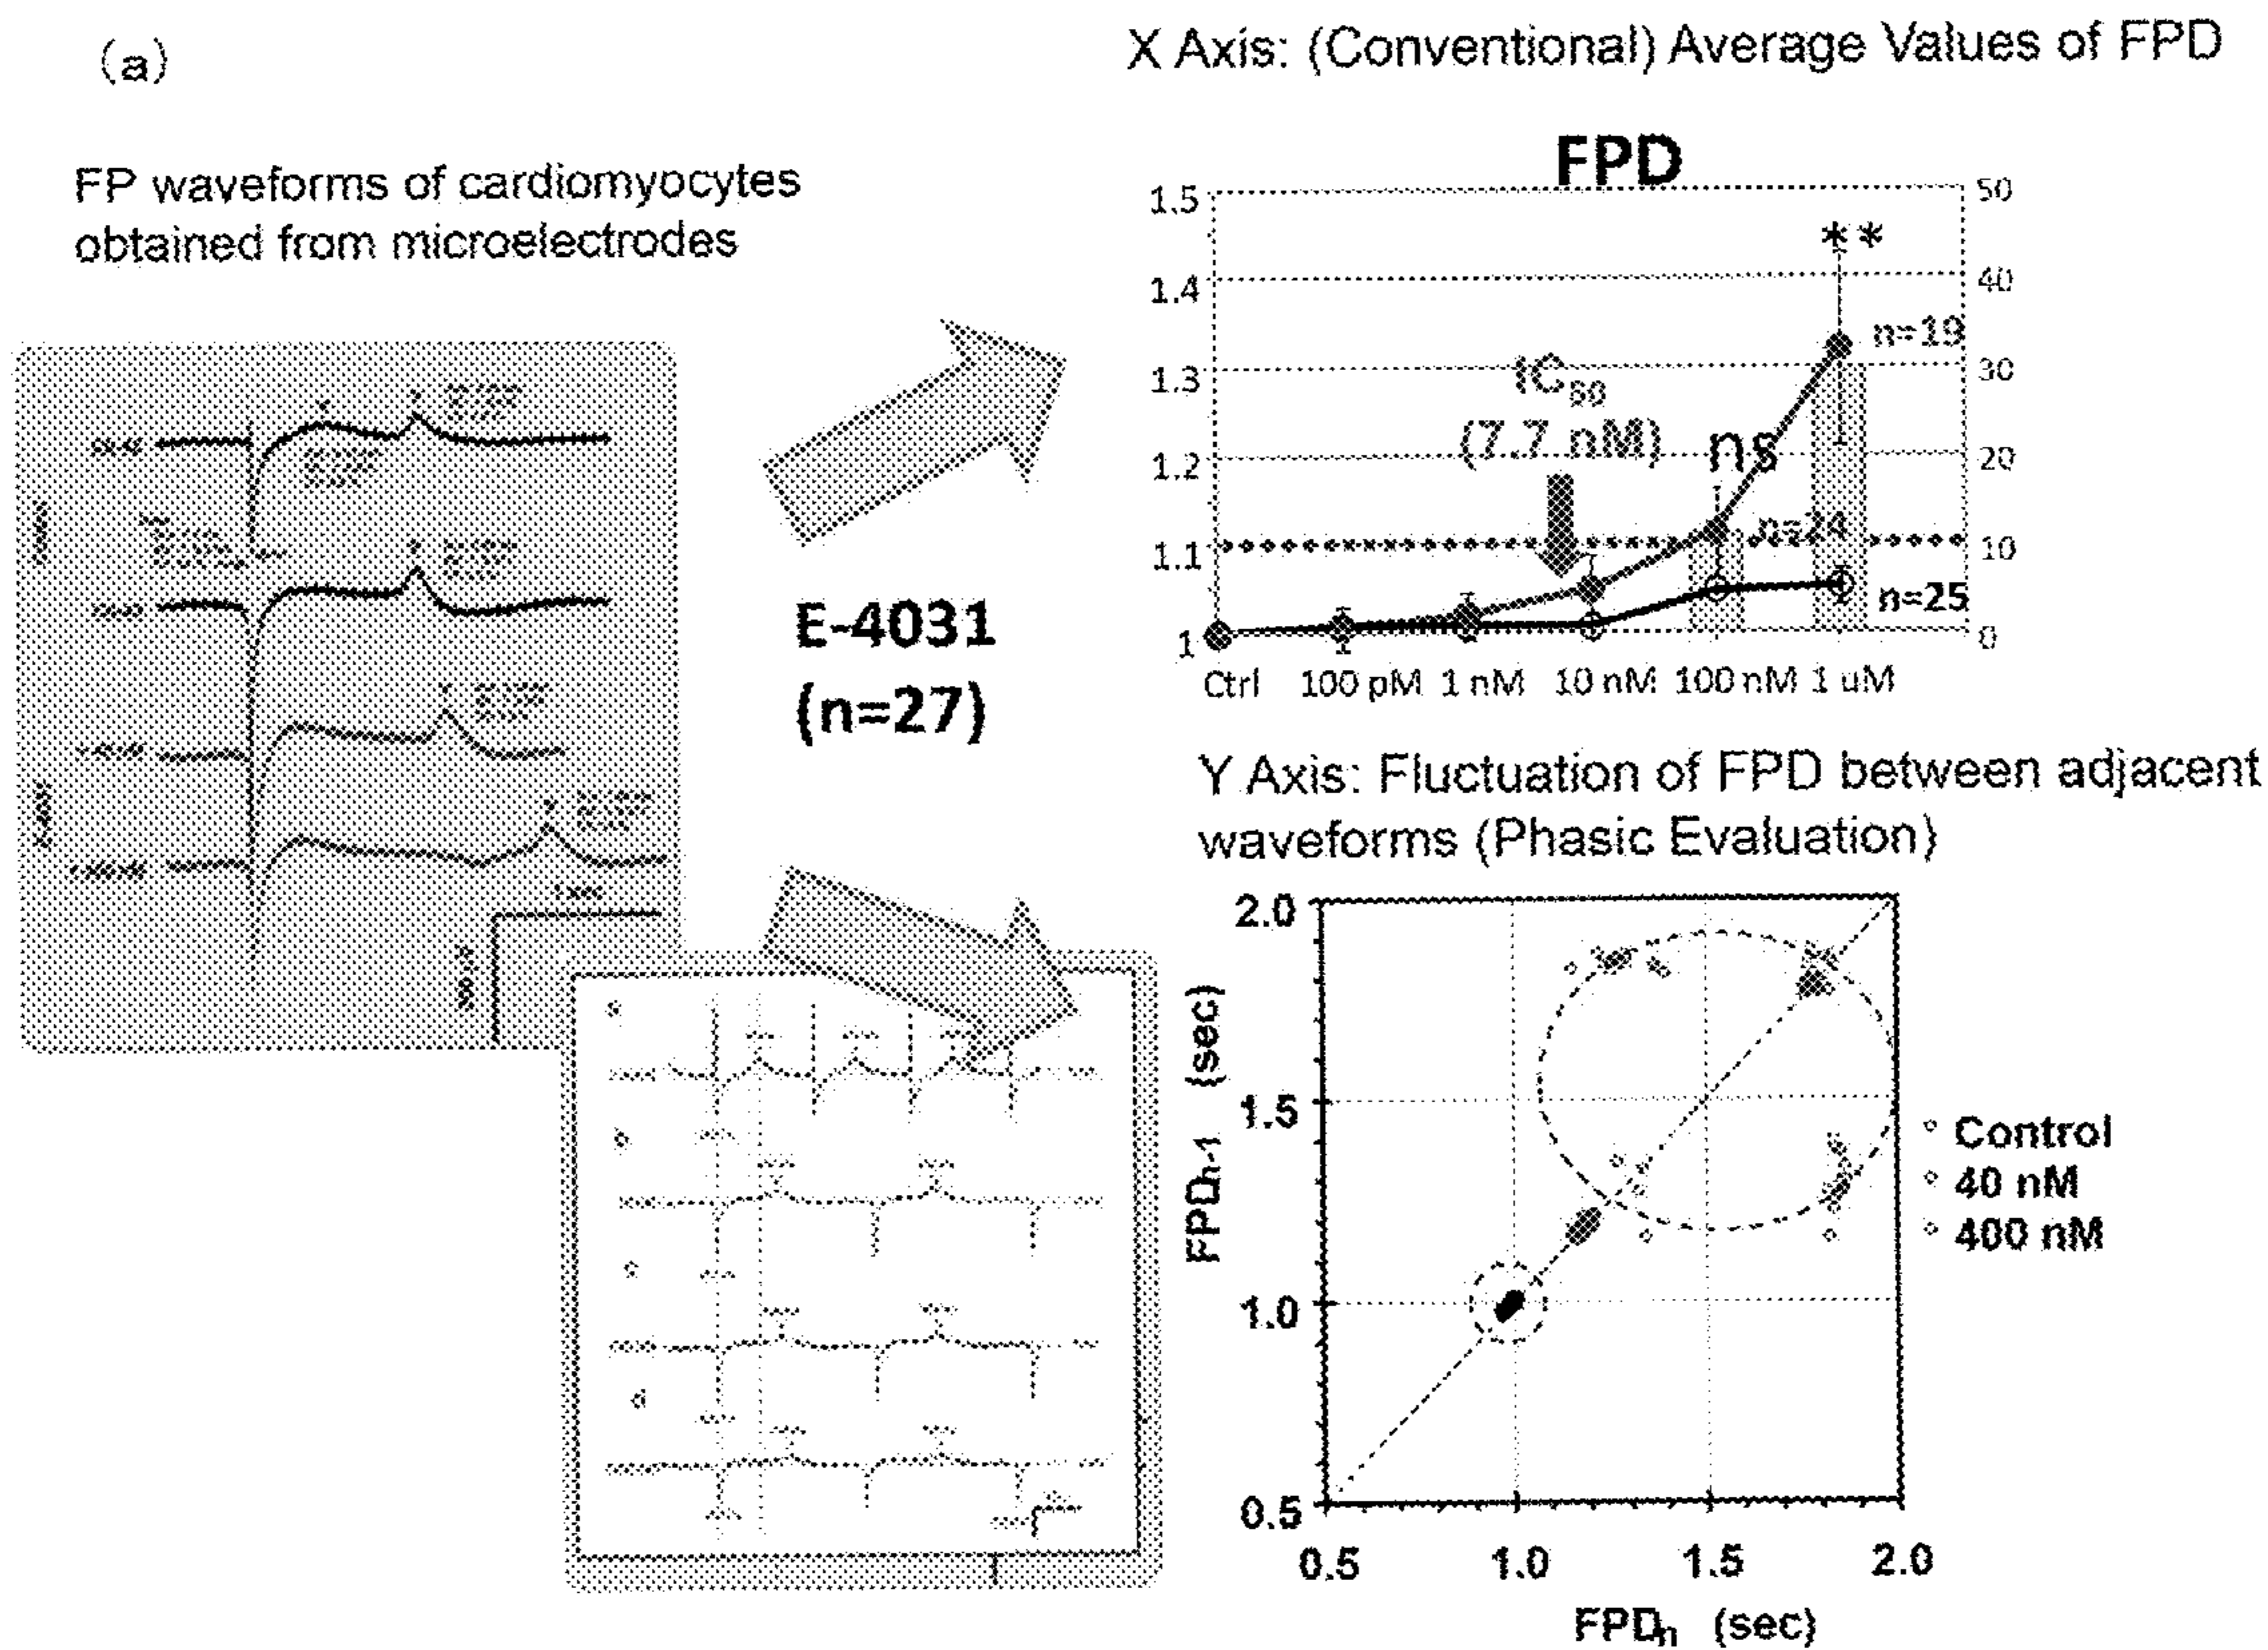 (a)
FP waveforms of cardiomyocytes
obtained from microelectrodes
E-4031
(n=27)
X Axis: (Conventional) Average Values of FPD
FPD
1.5
1.4
1.3
1.2
1.1
1
50
40
30
20
10
0
**
n=19
IC50
(7.7 nM)
ns
n=24
n=25
Ctrl 100 pM 1 nM 10 nM 100 nM 1 uM
Y Axis: Fluctuation of FPD between adjacent
waveforms (Phasic Evaluation)
2.0
1.5
1.0
0.5
FPDn-1 (sec)
Control
40 nM
400 nM
0.5 1.0 1.5 2.0
FPDn (sec)
b
c
d